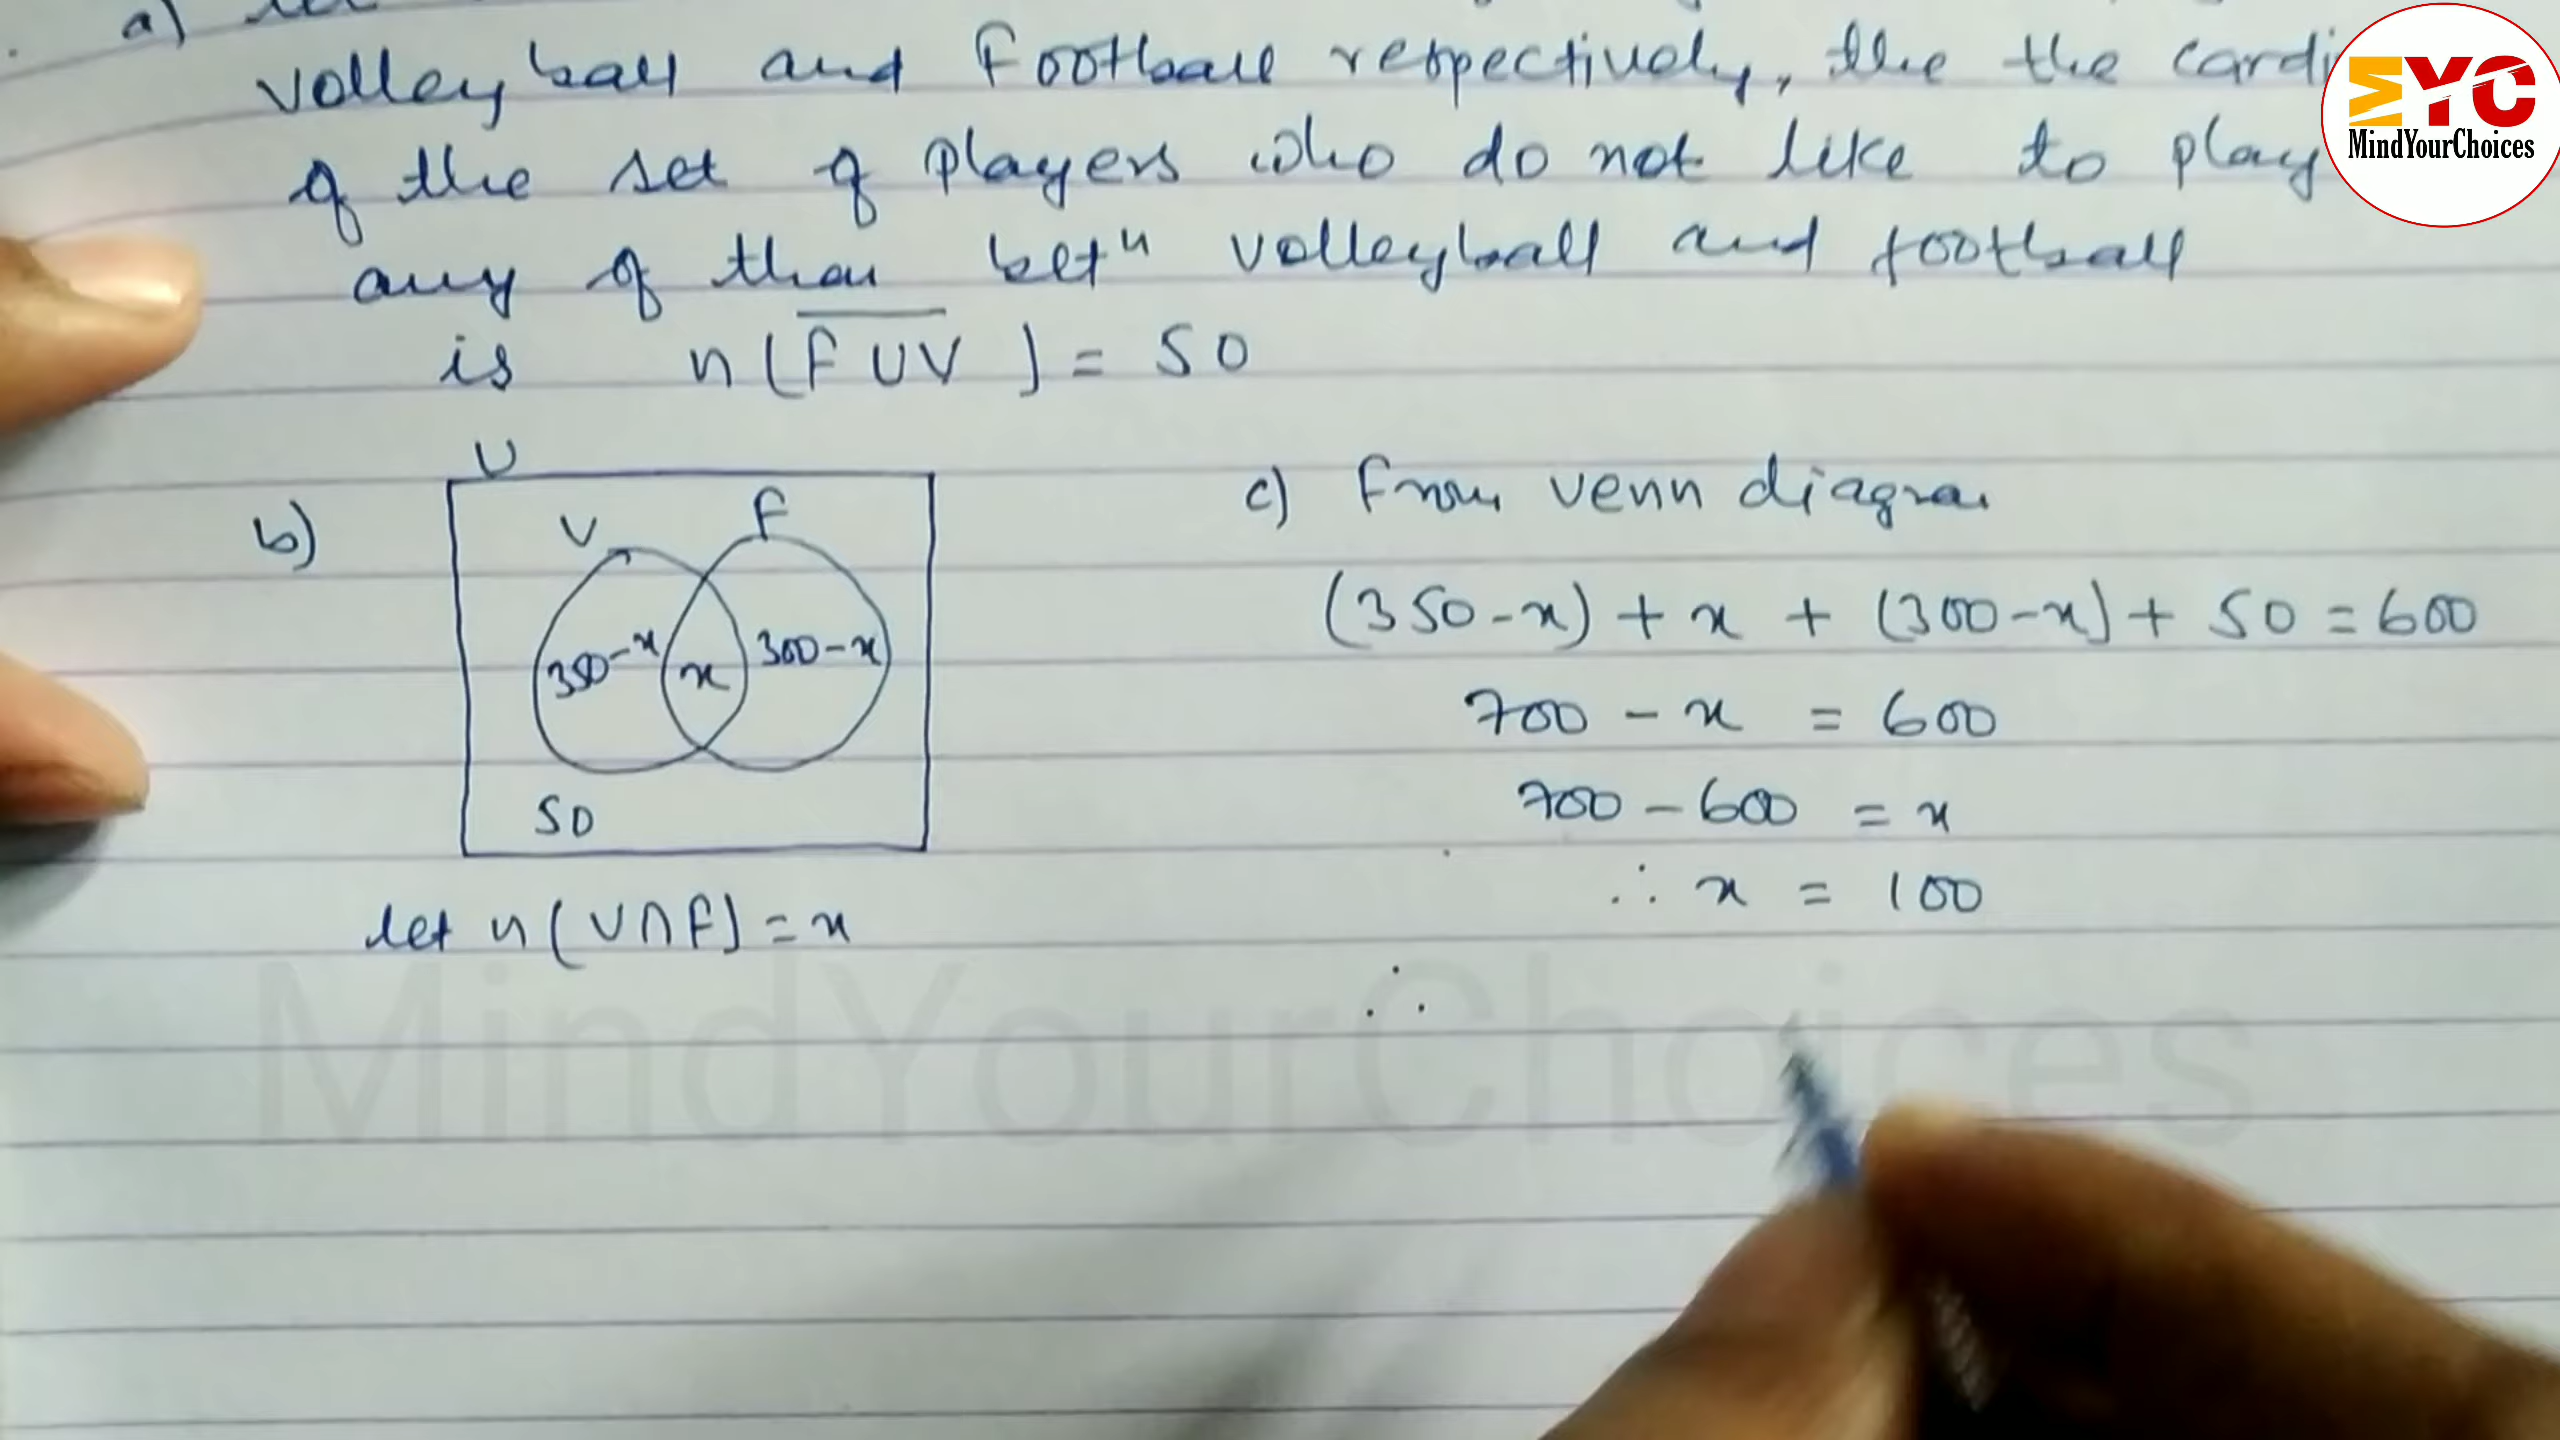 a) let
volleyball and Football respectively, the the cardi
of the set of players who do not like to play
any of them betⁿ volleyball and football
is n(F̅ ̅U̅ ̅V̅) = 50
U
b)
V F
350-x x 300-x
50
let n(V∩F) = x
c) From venn diagram
(350-x) + x + (300-x) + 50 = 600
700 - x = 600
700 - 600 = x
∴ x = 100
∴
MYC
MindYourChoices
MindYourChoices